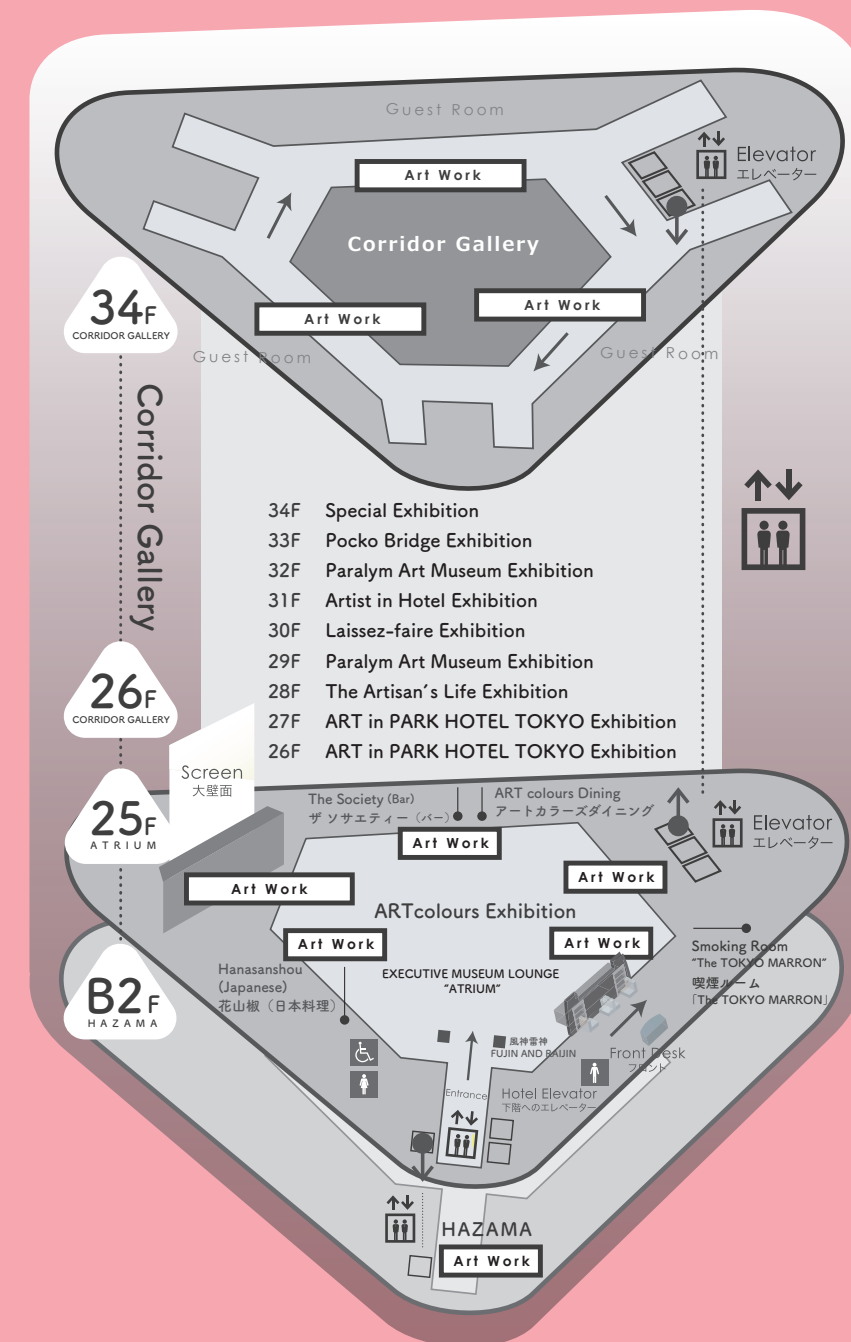 Guest Room
Elevator
エレベーター
Art Work
Corridor Gallery
Art Work
Art Work
Guest Room
Guest Room
34F
CORRIDOR GALLERY
Corridor Gallery
34F Special Exhibition
33F Pocko Bridge Exhibition
32F Paralym Art Museum Exhibition
31F Artist in Hotel Exhibition
30F Laissez-faire Exhibition
29F Paralym Art Museum Exhibition
28F The Artisan´s Life Exhibition
27F ART in PARK HOTEL TOKYO Exhibition
26F ART in PARK HOTEL TOKYO Exhibition
26F
CORRIDOR GALLERY
Screen
大壁面
25F
ATRIUM
The Society (Bar)
ザ ソサエティー（バー）
ART colours Dining
アートカラーズダイニング
Elevator
エレベーター
Art Work
Art Work
Art Work
ARTcolours Exhibition
Art Work
Art Work
Smoking Room
"The TOKYO MARRON"
喫煙ルーム
「The TOKYO MARRON」
Hanasanshou
(Japanese)
花山椒（日本料理）
EXECUTIVE MUSEUM LOUNGE
"ATRIUM"
B2F
HAZAMA
風神雷神
FUJIN AND RAIJIN
Front Desk
フロント
Entrance
Hotel Elevator
下階へのエレベーター
HAZAMA
Art Work